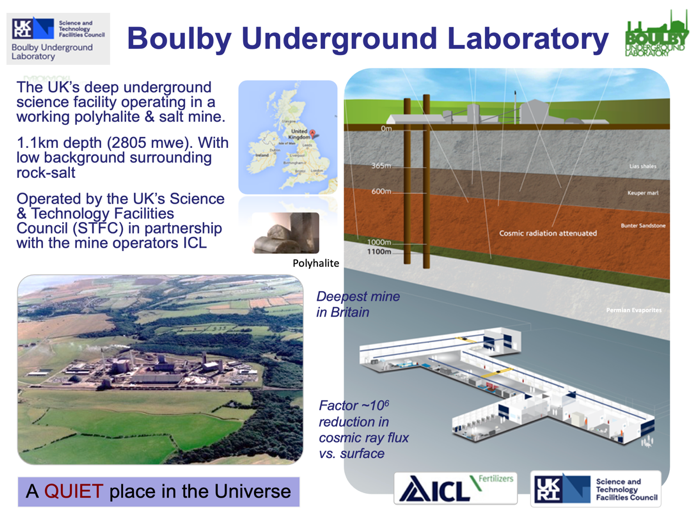 UK
RI
Science and
Technology
Facilities Council
Boulby Underground
Laboratory
Boulby Underground Laboratory
BOULBY
UNDERGROUND
LABORATORY
The UK's deep underground
science facility operating in a
working polyhalite & salt mine.
1.1km depth (2805 mwe). With
low background surrounding
rock-salt
Operated by the UK's Science
& Technology Facilities
Council (STFC) in partnership
with the mine operators ICL
United
Kingdom
Ireland
Polyhalite
0m
365m
600m
1000m
1100m
Lias shales
Keuper marl
Bunter Sandstone
Cosmic radiation attenuated
Permian Evaporites
Deepest mine
in Britain
Factor ~10⁶
reduction in
cosmic ray flux
vs. surface
A QUIET place in the Universe
ICL Fertilizers
UK
RI
Science and
Technology
Facilities Council